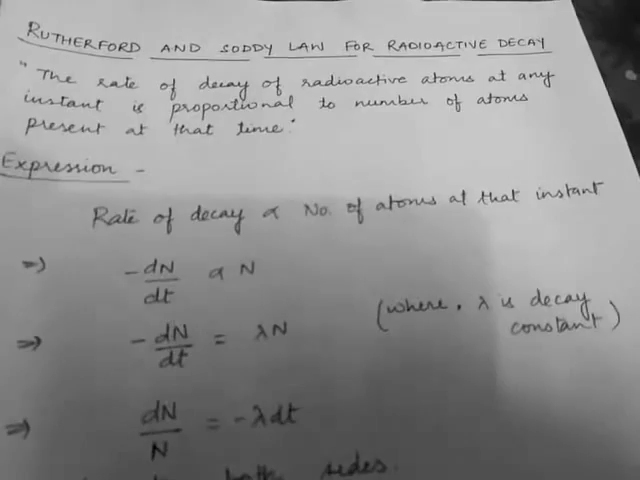 RUTHERFORD AND SODDY LAW FOR RADIOACTIVE DECAY
"The rate of decay of radioactive atoms at any
instant is proportional to number of atoms
present at that time."
Expression -
Rate of decay ∝ No. of atoms at that instant
⇒ -dN/dt ∝ N
⇒ -dN/dt = λN (where, λ is decay constant)
⇒ dN/N = -λdt
both sides.